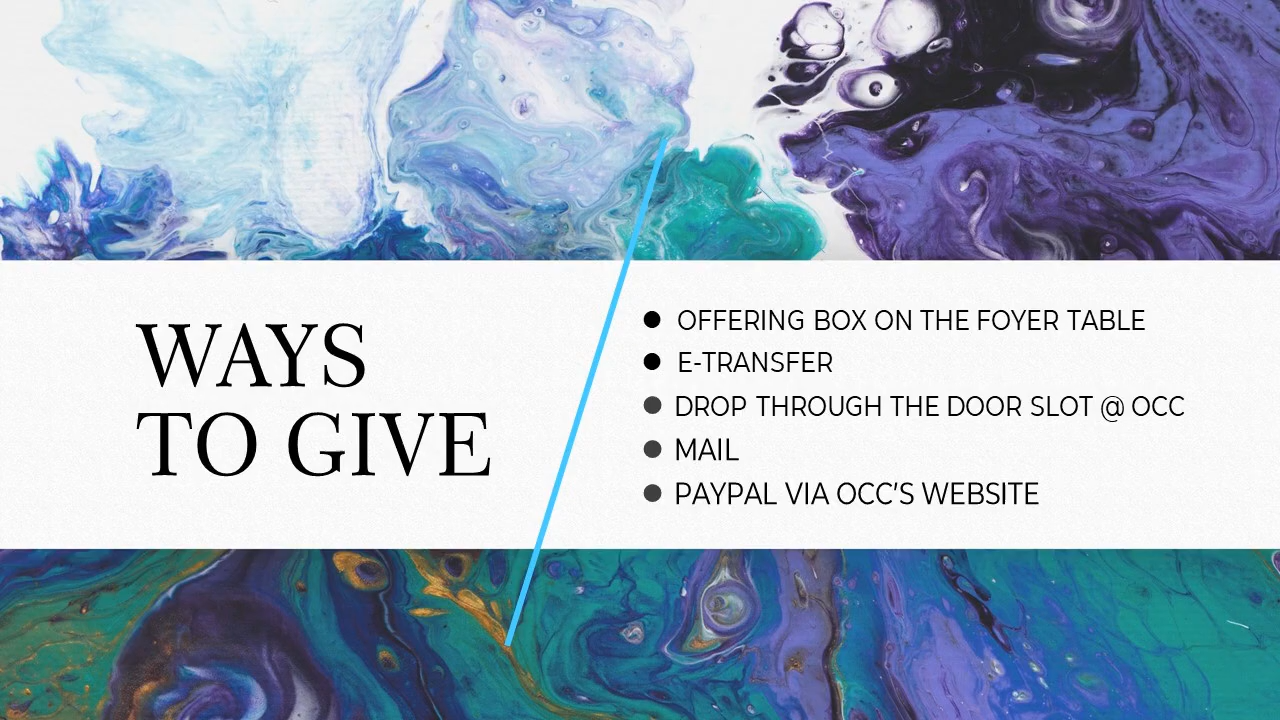 WAYS
TO GIVE
OFFERING BOX ON THE FOYER TABLE
E-TRANSFER
DROP THROUGH THE DOOR SLOT @ OCC
MAIL
PAYPAL VIA OCC'S WEBSITE